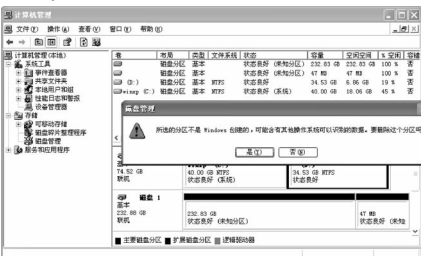 计算机管理
文件(F) 操作(A) 查看(V) 窗口(W) 帮助(H)
计算机管理(本地)
系统工具
事件查看器
共享文件夹
本地用户和组
性能日志和警报
设备管理器
存储
可移动存储
磁盘碎片整理程序
磁盘管理
服务和应用程序
卷 布局 类型 文件系统 状态 容量 空闲空间 % 空闲 容错
磁盘分区 基本 状态良好 (未知分区) 232.83 GB 232.83 GB 100 % 否
磁盘分区 基本 状态良好 (未知分区) 47 MB 47 MB 100 % 否
(D:) 磁盘分区 基本 NTFS 状态良好 34.53 GB 6.86 GB 19 % 否
winxp (C:) 磁盘分区 基本 NTFS 状态良好 (系统) 40.00 GB 18.06 GB 45 % 否
磁盘管理
所选的分区不是 Windows 创建的,可能含有其他操作系统可以识别的数据。要删除这个分区吗
是(Y) 否(N)
74.52 GB
联机
40.00 GB NTFS
状态良好 (系统)
34.53 GB NTFS
状态良好
磁盘 1
基本
232.88 GB
联机
232.83 GB
状态良好 (未知分区)
47 MB
状态良好 (未知
主要磁盘分区 扩展磁盘分区 逻辑驱动器